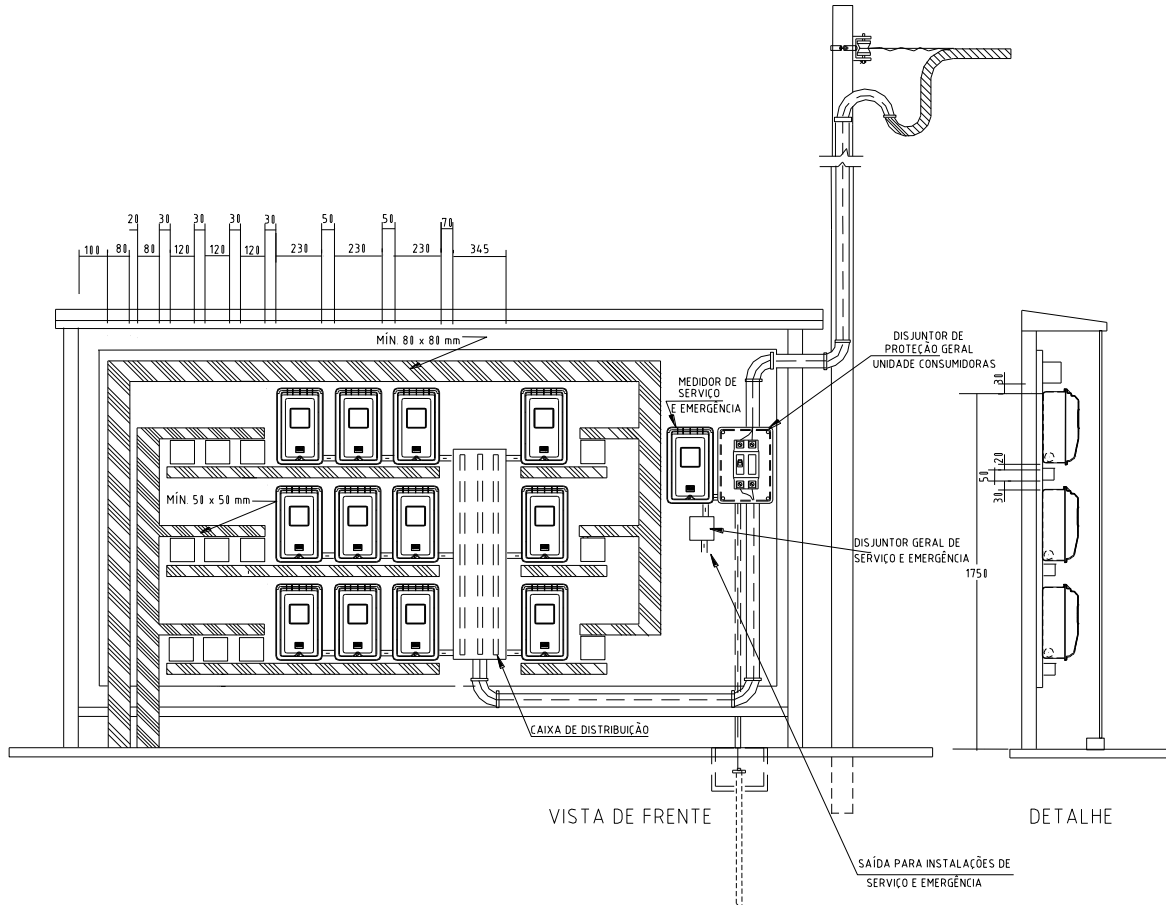 20
30
30
30
30
50
50
70
100
80
80
120
120
120
230
230
230
345
MÍN. 80 x 80 mm
MEDIDOR DE
SERVIÇO
E EMERGÊNCIA
DISJUNTOR DE
PROTEÇÃO GERAL
UNIDADE CONSUMIDORAS
30
MÍN. 50 x 50 mm
20
50
30
DISJUNTOR GERAL DE
SERVIÇO E EMERGÊNCIA
1750
CAIXA DE DISTRIBUIÇÃO
VISTA DE FRENTE
DETALHE
SAÍDA PARA INSTALAÇÕES DE
SERVIÇO E EMERGÊNCIA